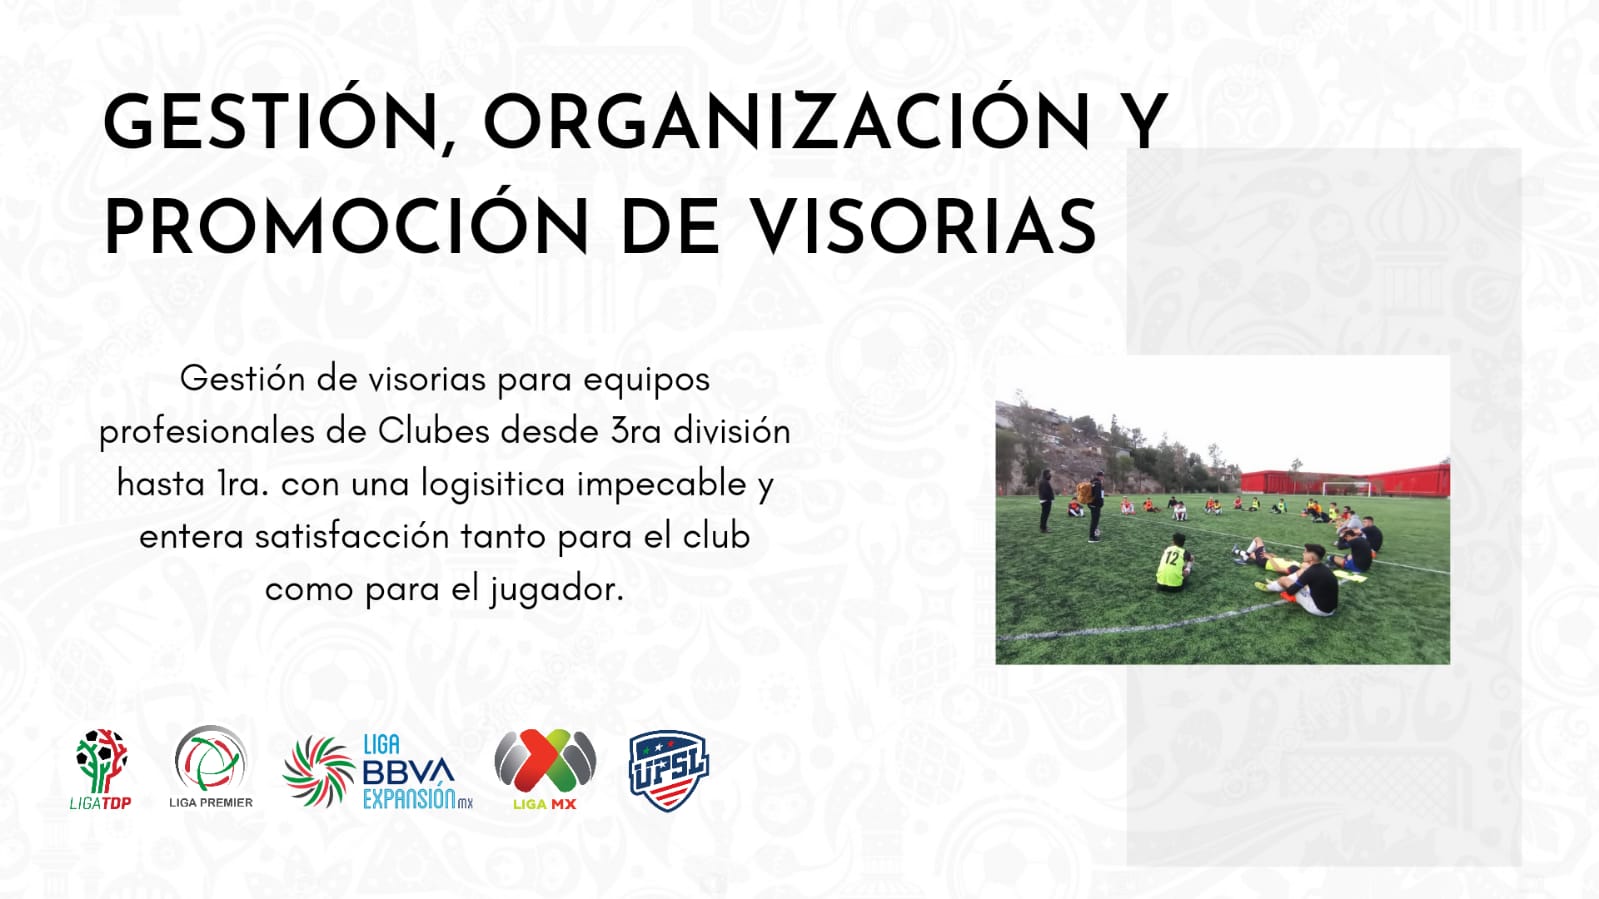 GESTIÓN, ORGANIZACIÓN Y
PROMOCIÓN DE VISORIAS
Gestión de visorias para equipos
profesionales de Clubes desde 3ra división
hasta 1ra. con una logisitica impecable y
entera satisfacción tanto para el club
como para el jugador.
12
LIGATDP
LIGA PREMIER
LIGA
BBVA
EXPANSIÓN MX
LIGA MX
UPSL